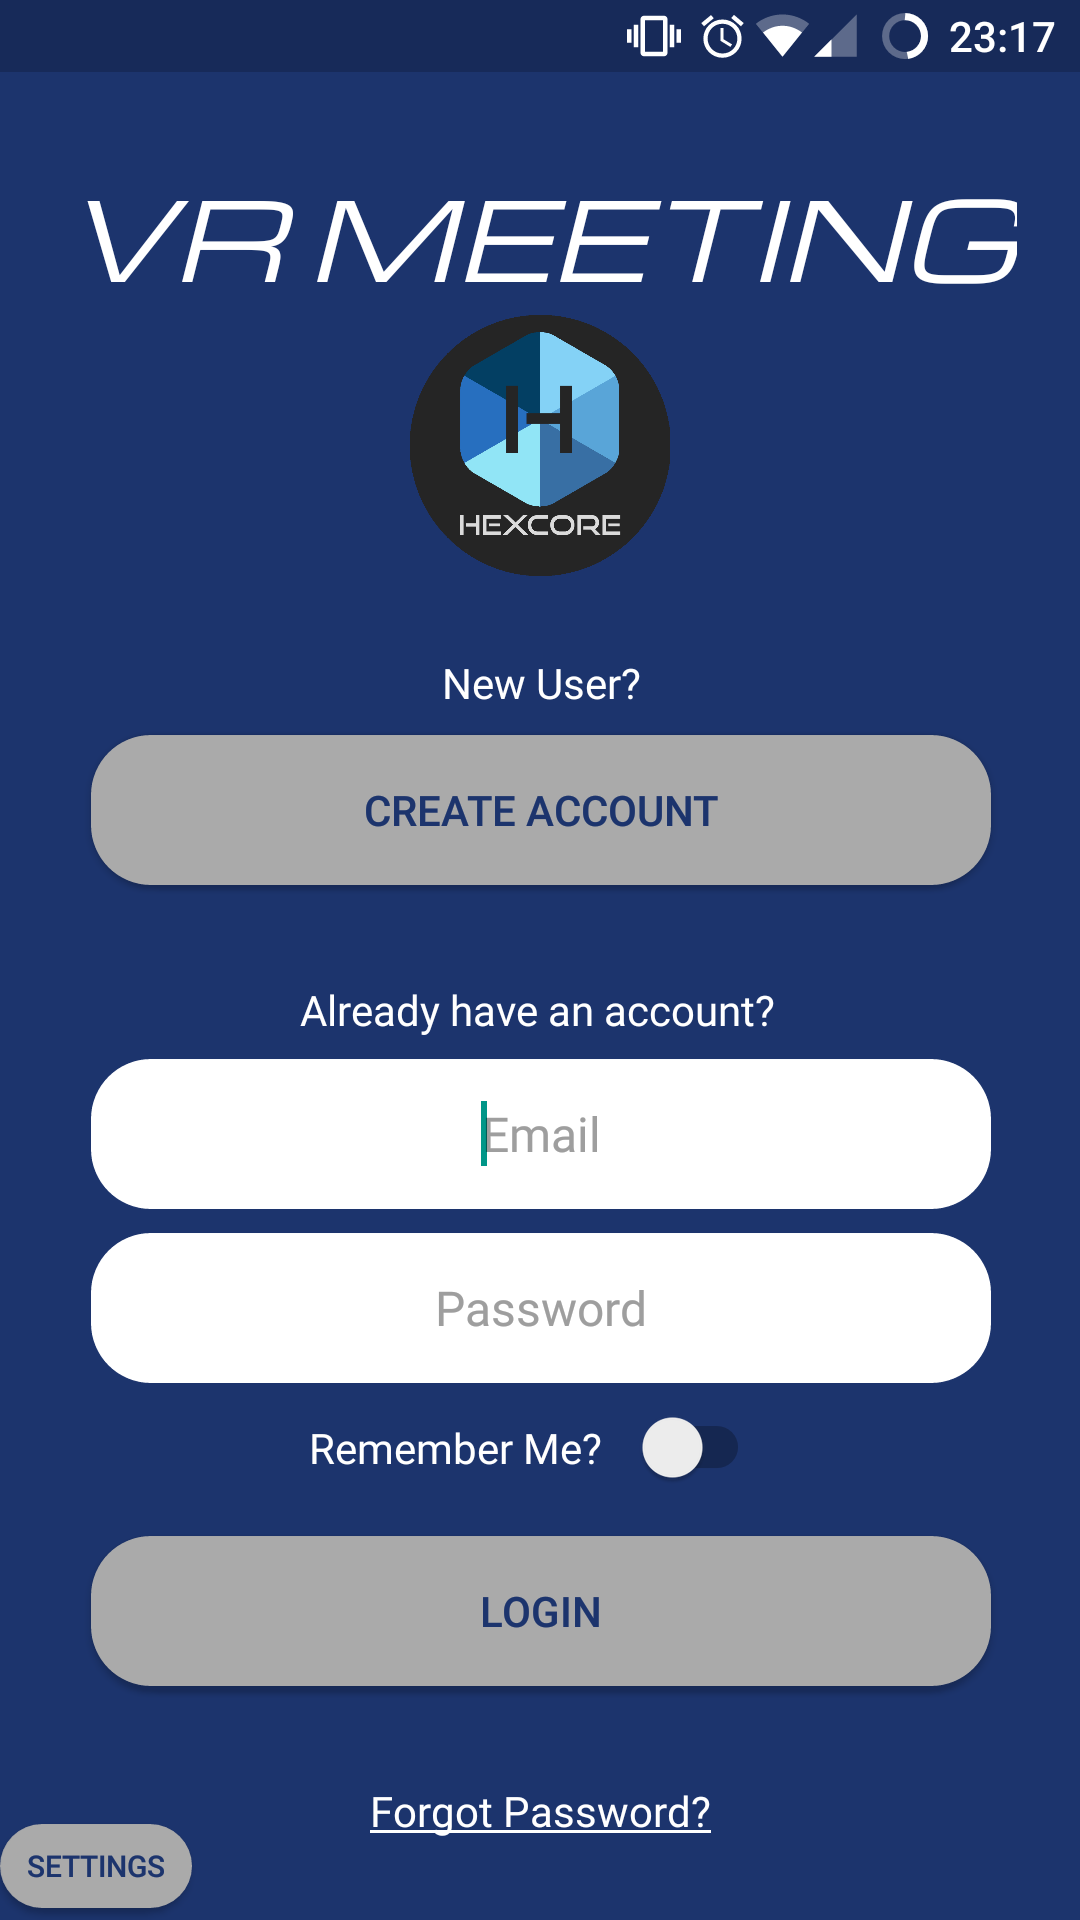 23:17
VR MEETING
H
HEXCORE
New User?
CREATE ACCOUNT
Already have an account?
Email
Password
Remember Me?
LOGIN
Forgot Password?
SETTINGS